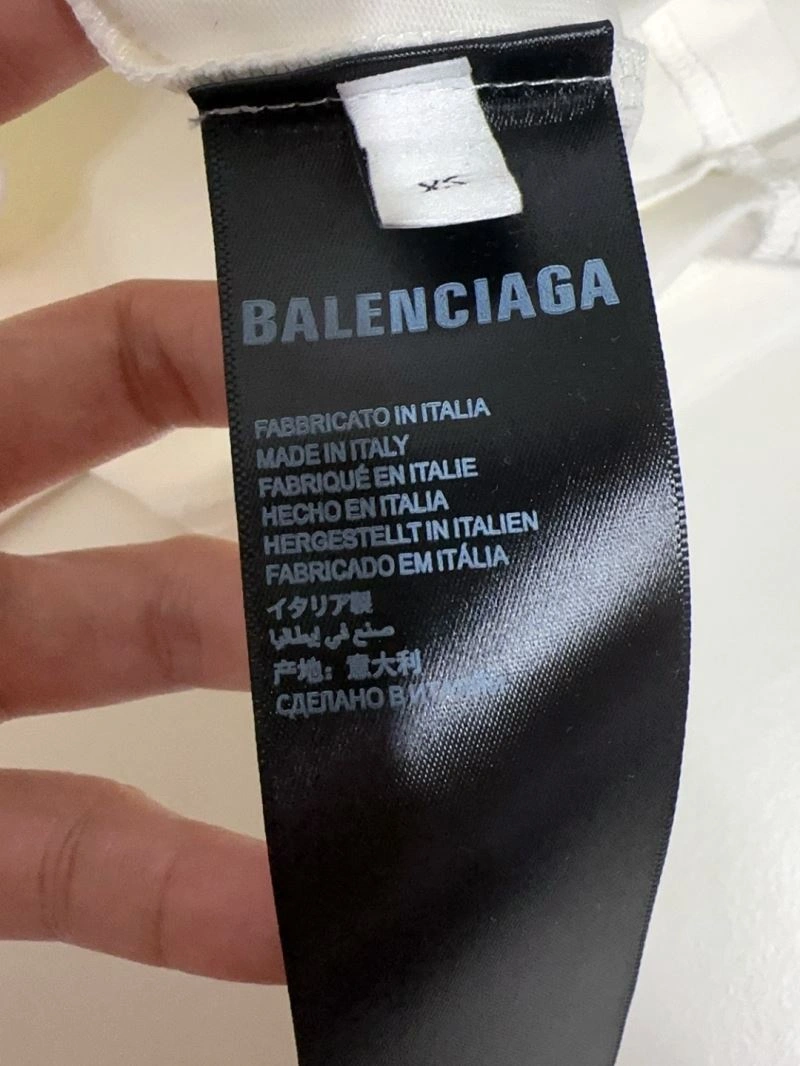 XS
BALENCIAGA
FABBRICATO IN ITALIA
MADE IN ITALY
FABRIQUÉ EN ITALIE
HECHO EN ITALIA
HERGESTELLT IN ITALIEN
FABRICADO EM ITÁLIA
イタリア製
صنع في إيطاليا
产地：意大利
СДЕЛАНО В